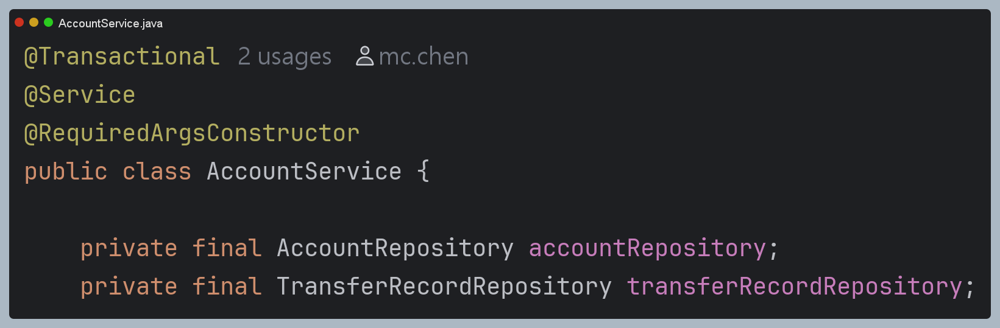 AccountService.java
@Transactional 2 usages mc.chen
@Service
@RequiredArgsConstructor
public class AccountService {
private final AccountRepository accountRepository;
private final TransferRecordRepository transferRecordRepository;